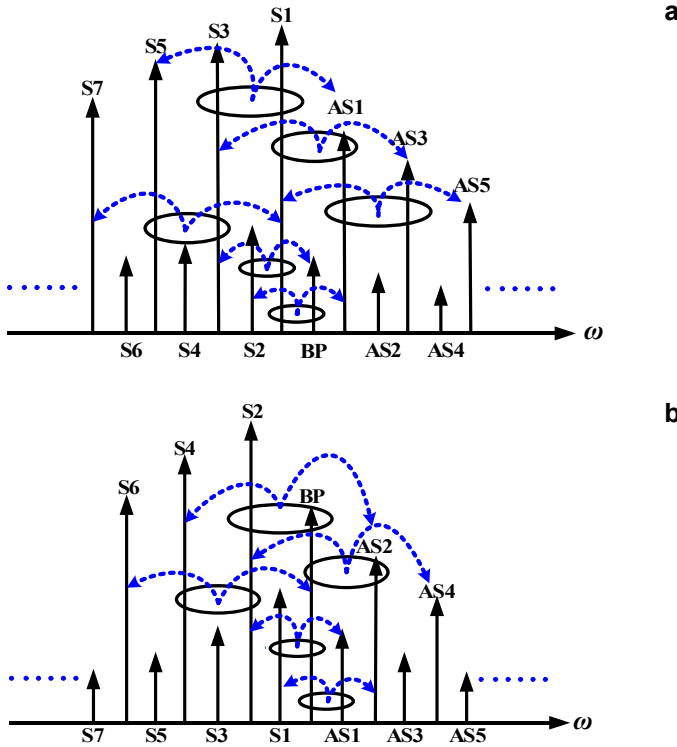 a
S1
S3
S5
S7
AS1
AS3
AS5
ω
S6 S4 S2 BP AS2 AS4
b
S2
S4
BP
S6
AS2
AS4
ω
S7 S5 S3 S1 AS1 AS3 AS5